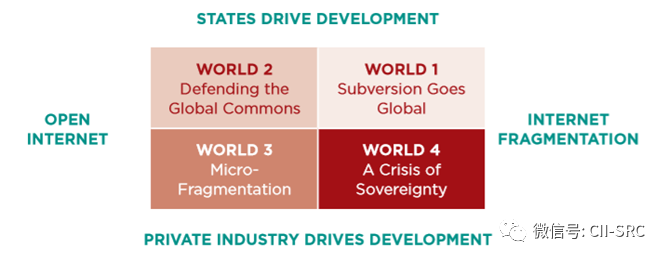 STATES DRIVE DEVELOPMENT
WORLD 2
Defending the
Global Commons
WORLD 1
Subversion Goes
Global
OPEN
INTERNET
INTERNET
FRAGMENTATION
WORLD 3
Micro-
Fragmentation
WORLD 4
A Crisis of
Sovereignty
微信号: CII-SRC
PRIVATE INDUSTRY DRIVES DEVELOPMENT